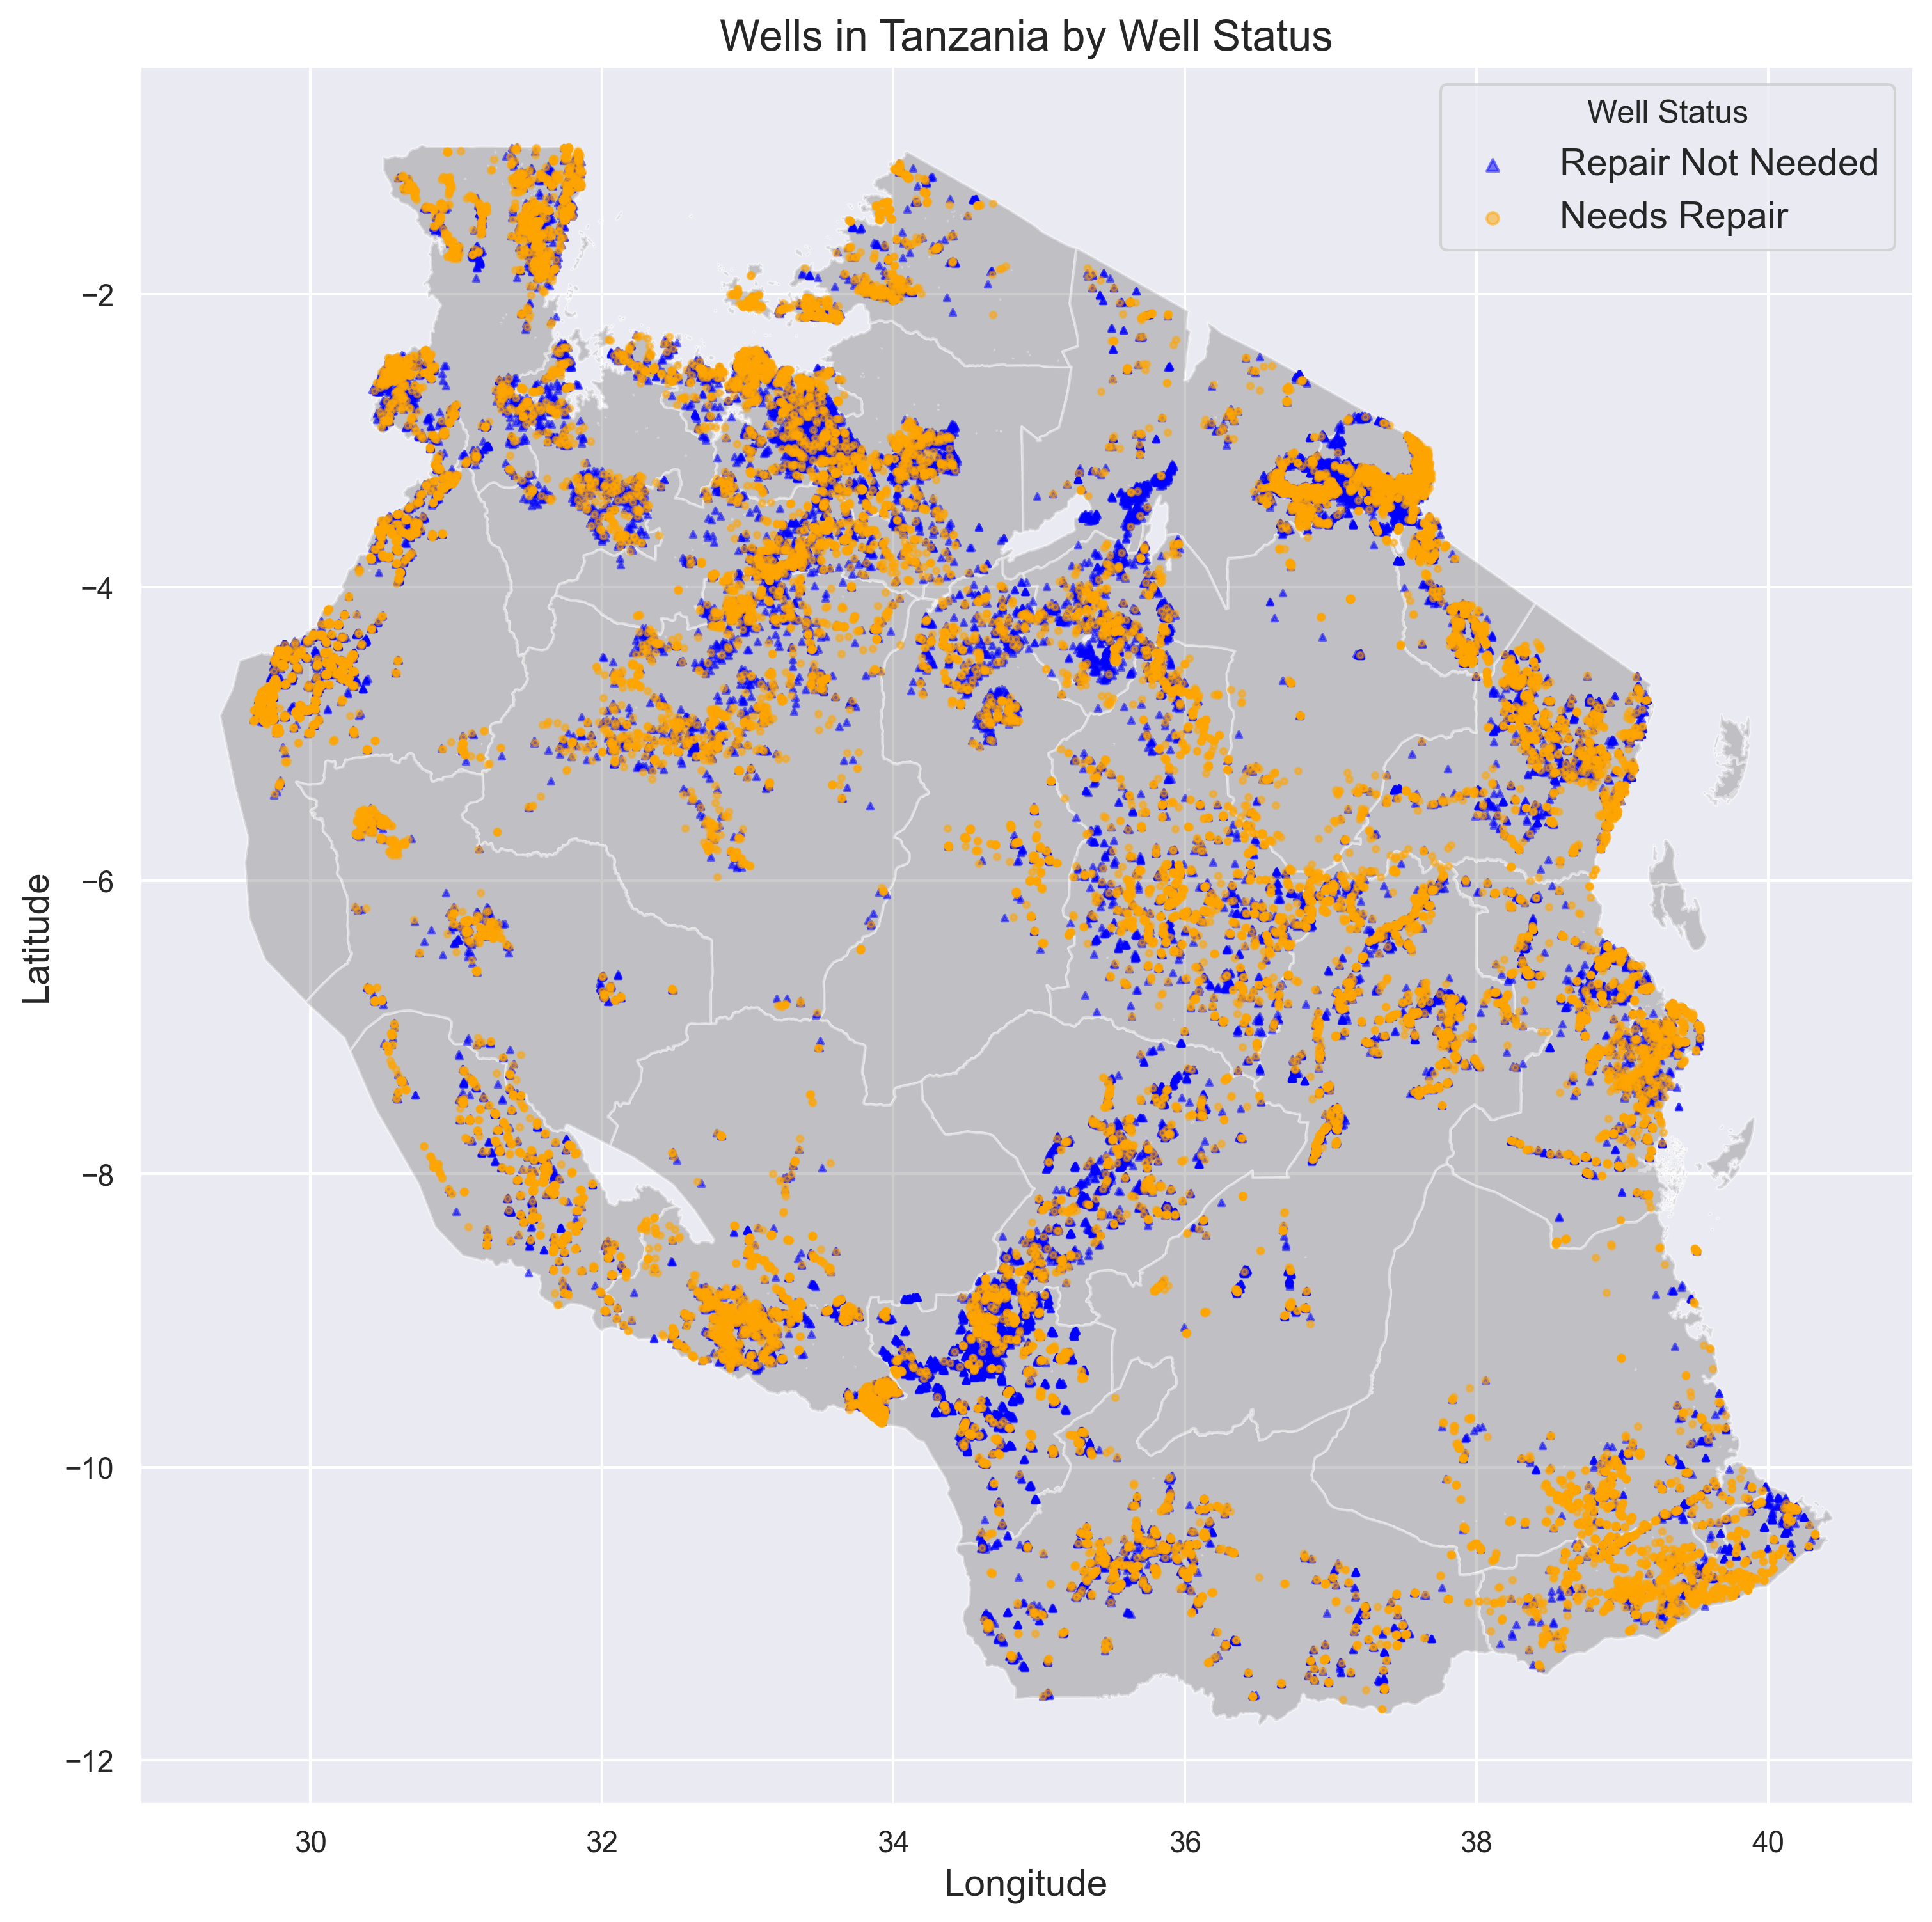 Wells in Tanzania by Well Status
Well Status
Repair Not Needed
Needs Repair
Latitude
−2
−4
−6
−8
−10
−12
30
32
34
36
38
40
Longitude